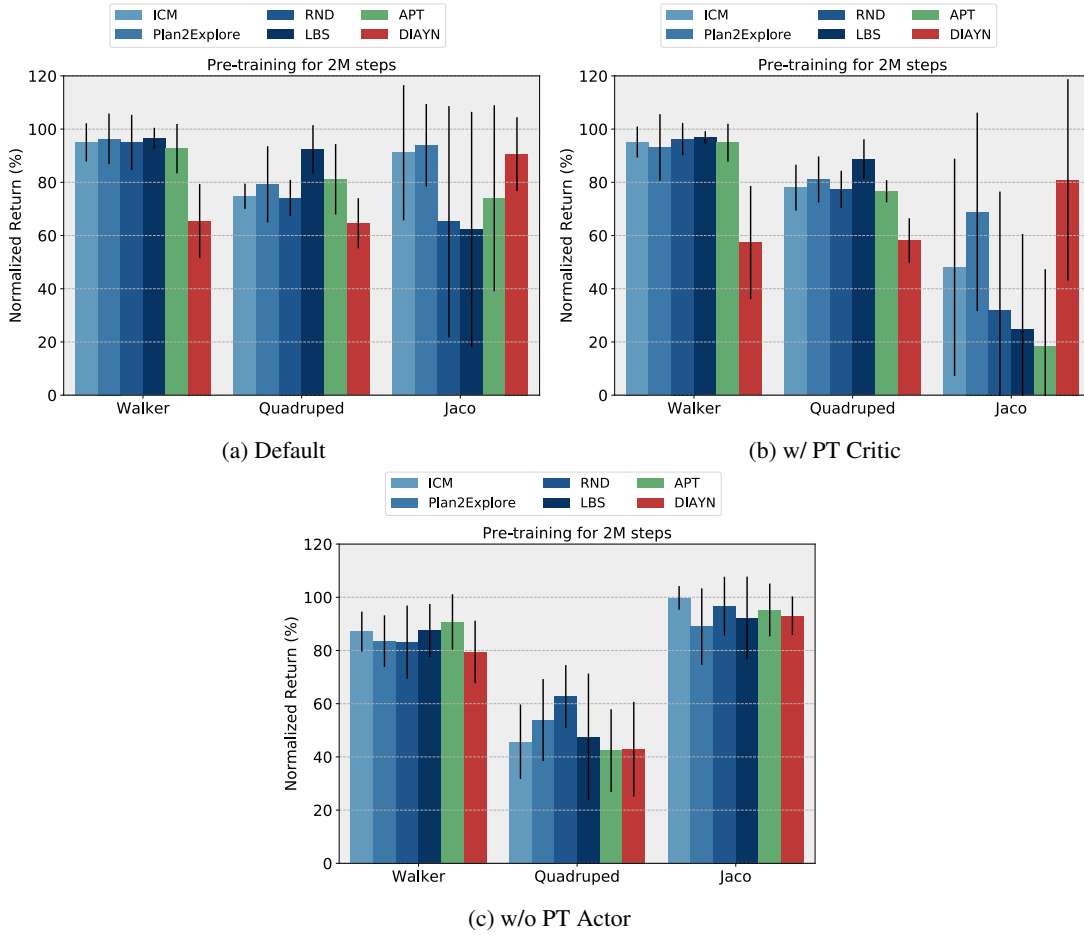 ICM RND APT
Plan2Explore LBS DIAYN
Pre-training for 2M steps
Normalized Return (%)
120
100
80
60
40
20
0
Walker Quadruped Jaco
(a) Default
ICM RND APT
Plan2Explore LBS DIAYN
Pre-training for 2M steps
Normalized Return (%)
120
100
80
60
40
20
0
Walker Quadruped Jaco
(b) w/ PT Critic
ICM RND APT
Plan2Explore LBS DIAYN
Pre-training for 2M steps
Normalized Return (%)
120
100
80
60
40
20
0
Walker Quadruped Jaco
(c) w/o PT Actor